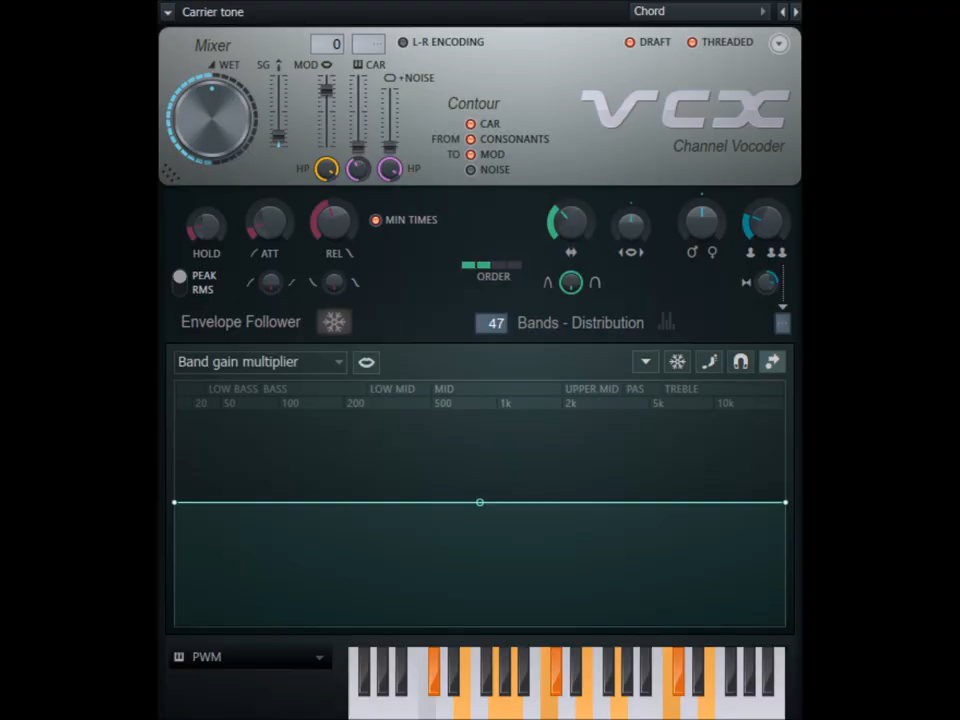 Carrier tone
Chord
Mixer
0
L-R ENCODING
DRAFT
THREADED
WET
SG
MOD
CAR
+NOISE
Contour
CAR
FROM CONSONANTS
TO MOD
NOISE
VCX
Channel Vocoder
HP
HP
HOLD
ATT
REL
MIN TIMES
PEAK
RMS
ORDER
Envelope Follower
47 Bands - Distribution
Band gain multiplier
LOW BASS BASS LOW MID MID UPPER MID PAS TREBLE
20 50 100 200 500 1k 2k 5k 10k
PWM